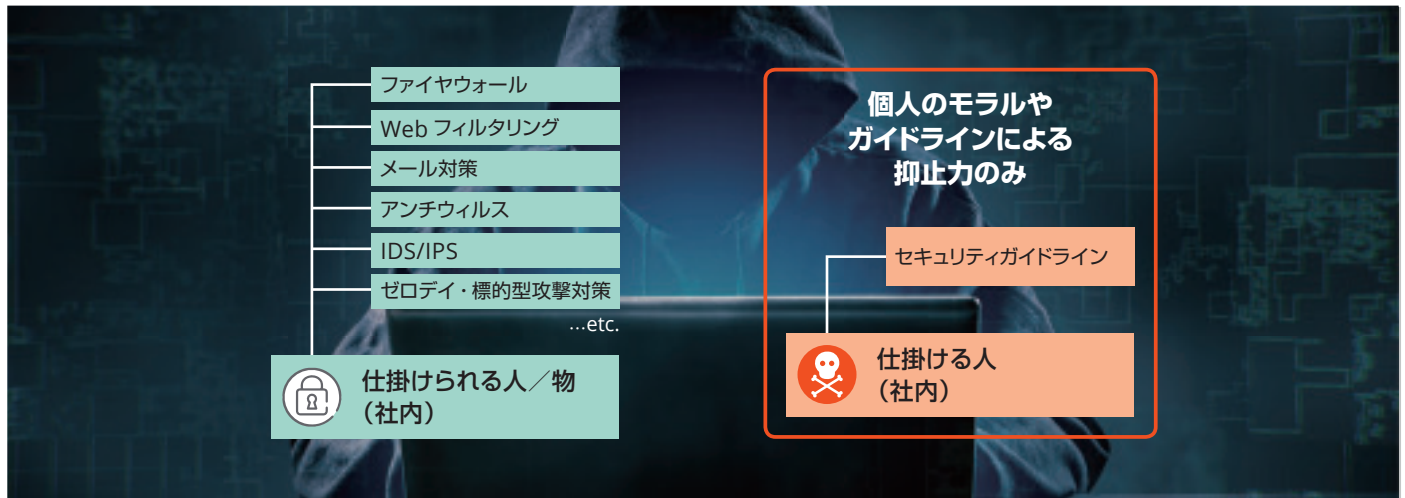 ファイヤウォール
Web フィルタリング
メール対策
アンチウィルス
IDS/IPS
ゼロデイ・標的型攻撃対策
…etc.
仕掛けられる人／物
（社内）
個人のモラルや
ガイドラインによる
抑止力のみ
セキュリティガイドライン
仕掛ける人
（社内）